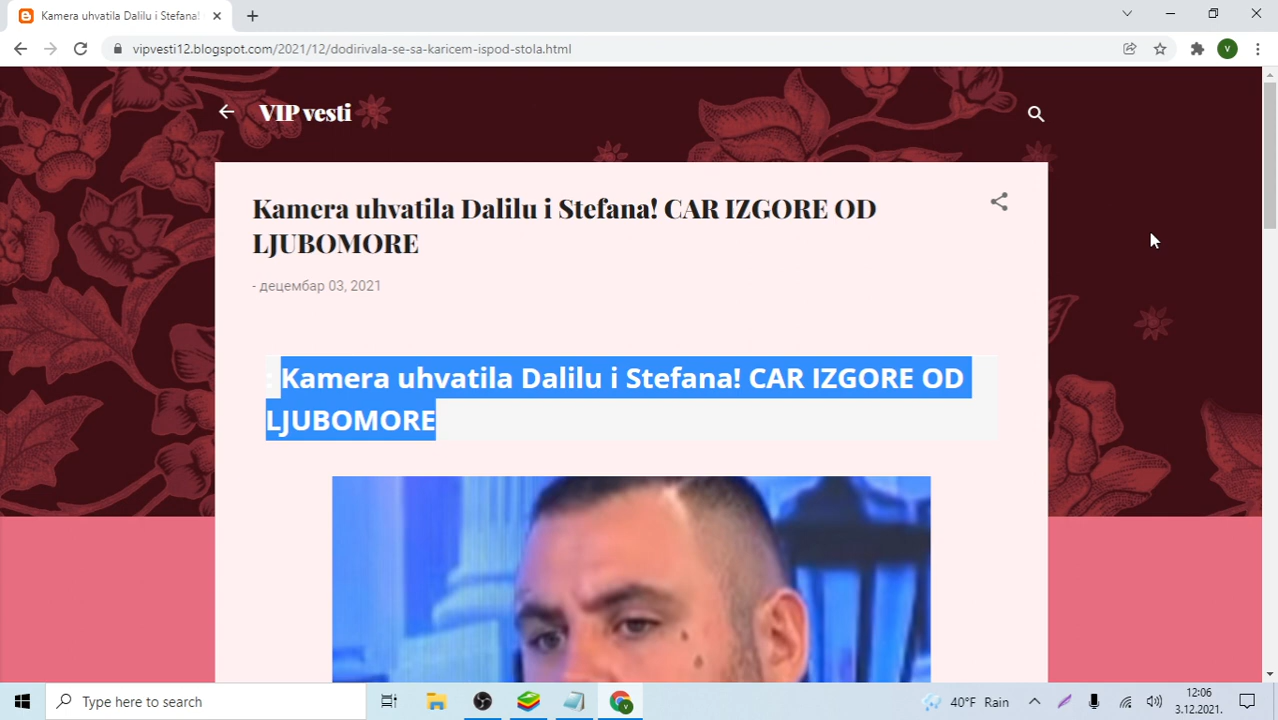 Kamera uhvatila Dalilu i Stefana!
vipvesti12.blogspot.com/2021/12/dodirivala-se-sa-karicem-ispod-stola.html
V
VIP vesti
Kamera uhvatila Dalilu i Stefana! CAR IZGORE OD
LJUBOMORE
- децембар 03, 2021
: Kamera uhvatila Dalilu i Stefana! CAR IZGORE OD
LJUBOMORE
Type here to search
40°F Rain
12:06
3.12.2021.